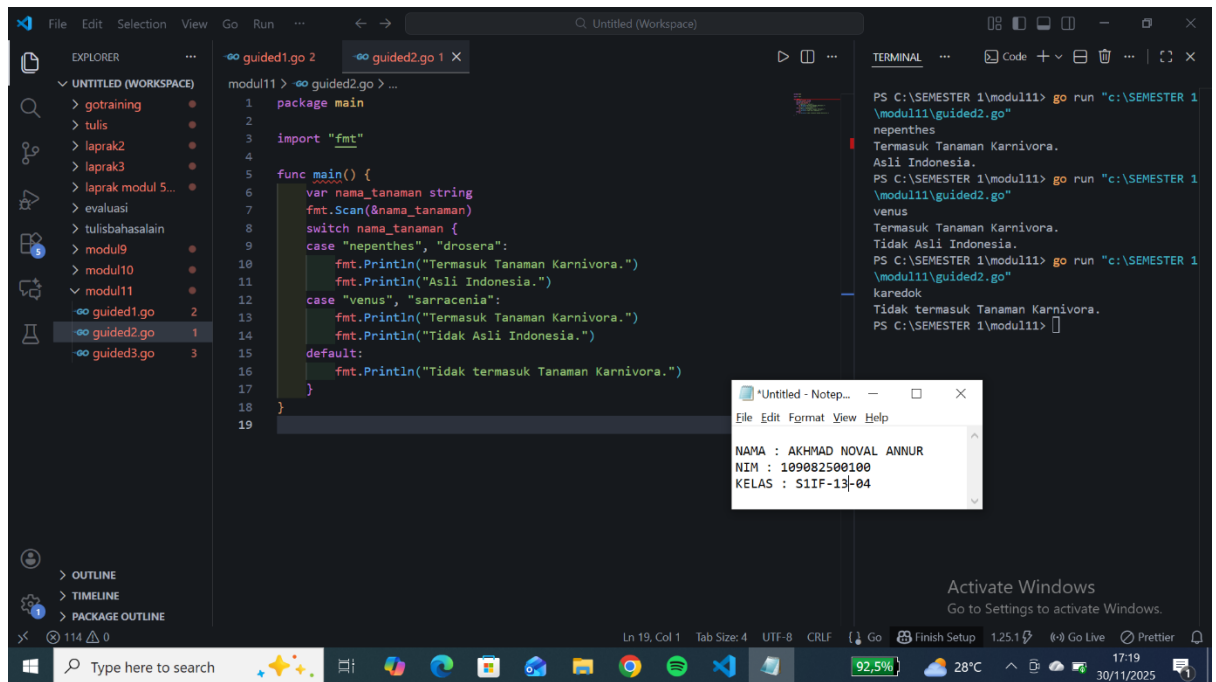 File Edit Selection View Go Run ... Untitled (Workspace)
EXPLORER ...
UNTITLED (WORKSPACE)
gotraining
tulis
laprak2
laprak3
laprak modul 5...
evaluasi
tulisbahasalain
modul9
modul10
modul11
guided1.go 2
guided2.go 1
guided3.go 3
OUTLINE
TIMELINE
PACKAGE OUTLINE
guided1.go 2 guided2.go 1
modul11 > guided2.go > ...
1 package main
2
3 import "fmt"
4
5 func main() {
6 var nama_tanaman string
7 fmt.Scan(&nama_tanaman)
8 switch nama_tanaman {
9 case "nepenthes", "drosera":
10 fmt.Println("Termasuk Tanaman Karnivora.")
11 fmt.Println("Asli Indonesia.")
12 case "venus", "sarracenia":
13 fmt.Println("Termasuk Tanaman Karnivora.")
14 fmt.Println("Tidak Asli Indonesia.")
15 default:
16 fmt.Println("Tidak termasuk Tanaman Karnivora.")
17 }
18 }
19
TERMINAL ... Code
PS C:\SEMESTER 1\modul11> go run "c:\SEMESTER 1
\modul11\guided2.go"
nepenthes
Termasuk Tanaman Karnivora.
Asli Indonesia.
PS C:\SEMESTER 1\modul11> go run "c:\SEMESTER 1
\modul11\guided2.go"
venus
Termasuk Tanaman Karnivora.
Tidak Asli Indonesia.
PS C:\SEMESTER 1\modul11> go run "c:\SEMESTER 1
\modul11\guided2.go"
karedok
Tidak termasuk Tanaman Karnivora.
PS C:\SEMESTER 1\modul11>
*Untitled - Notep...
File Edit Format View Help
NAMA : AKHMAD NOVAL ANNUR
NIM : 109082500100
KELAS : S1IF-13-04
Activate Windows
Go to Settings to activate Windows.
5
1
114 0 Ln 19, Col 1 Tab Size: 4 UTF-8 CRLF Go Finish Setup 1.25.1 Go Live Prettier
Type here to search 92,5% 28°C 17:19
30/11/2025 1